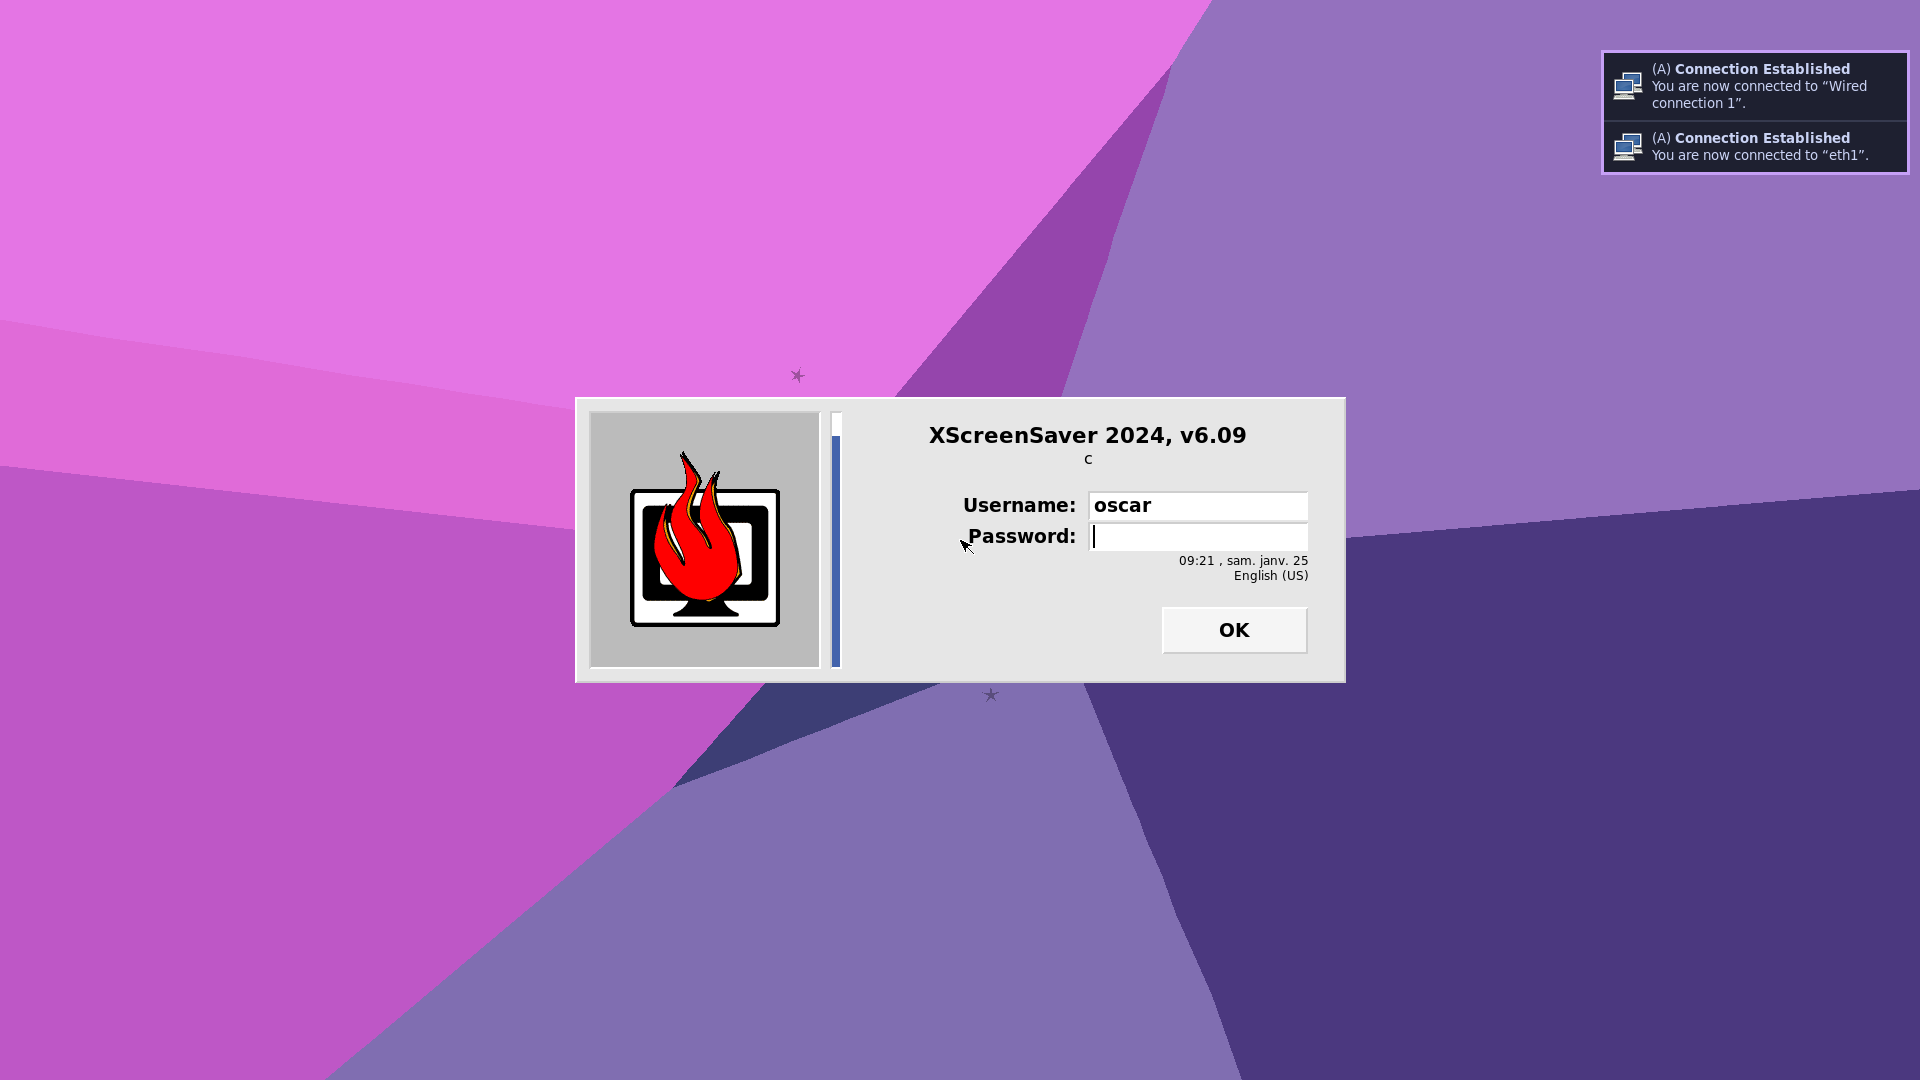 (A) Connection Established
You are now connected to “Wired
connection 1”.
(A) Connection Established
You are now connected to “eth1”.
XScreenSaver 2024, v6.09
c
Username: oscar
Password:
09:21 , sam. janv. 25
English (US)
OK